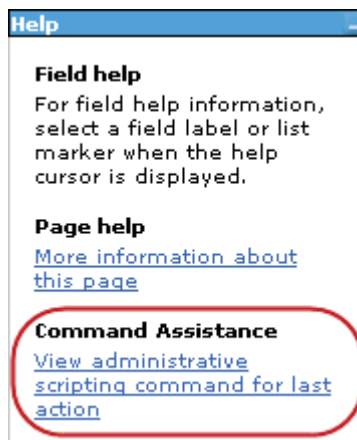 Help
Field help
For field help information,
select a field label or list
marker when the help
cursor is displayed.
Page help
More information about
this page
Command Assistance
View administrative
scripting command for last
action